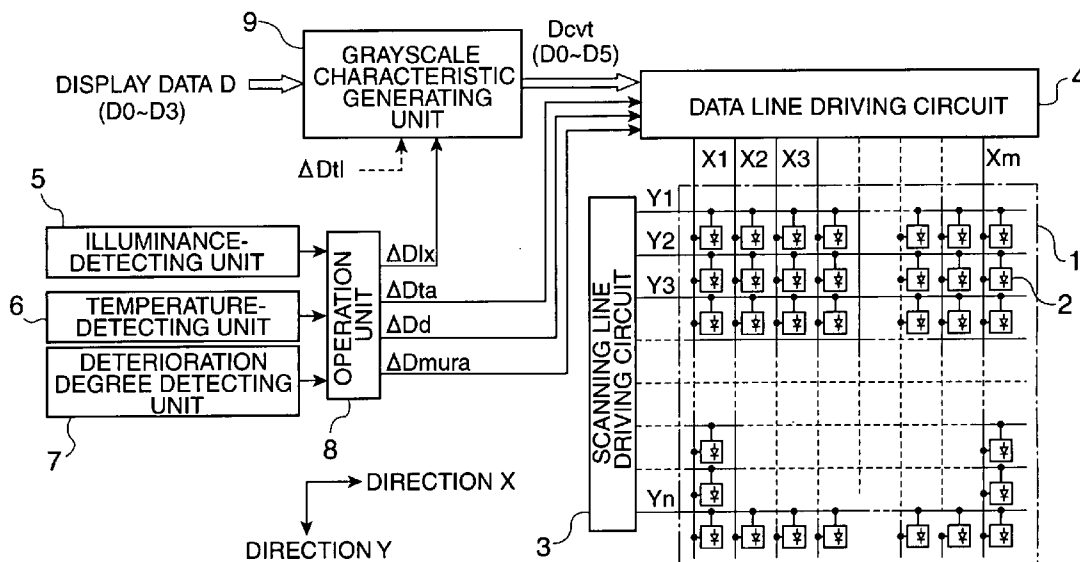 9
GRAYSCALE
CHARACTERISTIC
GENERATING
UNIT
Dcvt
(D0~D5)
DISPLAY DATA D
(D0~D3)
DATA LINE DRIVING CIRCUIT
4
ΔDtl
X1 X2 X3 Xm
5
ILLUMINANCE-
DETECTING UNIT
6
TEMPERATURE-
DETECTING UNIT
DETERIORATION
DEGREE DETECTING
UNIT
7
OPERATION
UNIT
8
ΔDlx
ΔDta
ΔDd
ΔDmura
SCANNING LINE
DRIVING CIRCUIT
3
Y1
Y2
Y3
Yn
1
2
DIRECTION X
DIRECTION Y